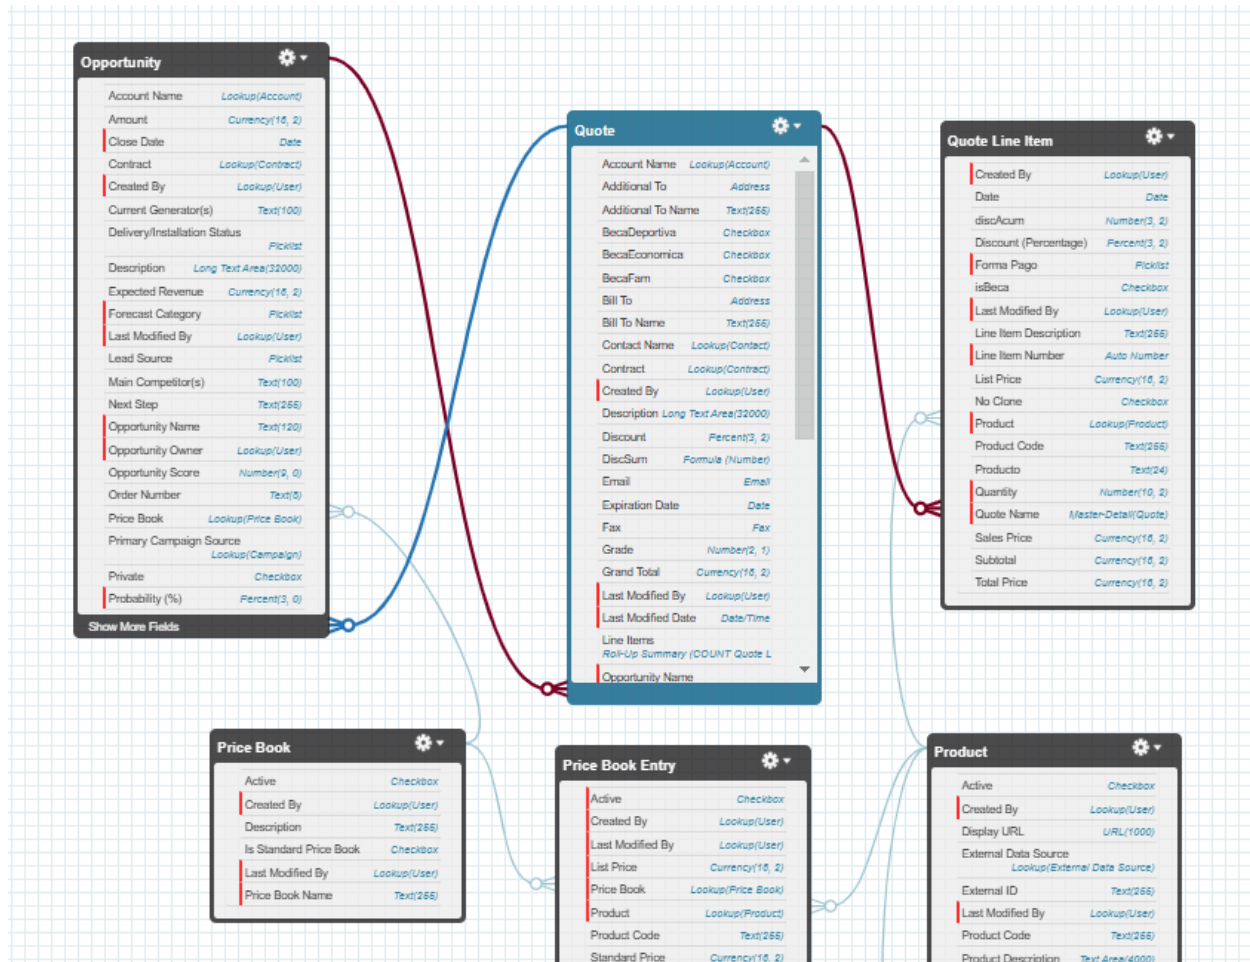 Opportunity
Account Name Lookup(Account)
Amount Currency(16, 2)
Close Date Date
Contract Lookup(Contract)
Created By Lookup(User)
Current Generator(s) Text(100)
Delivery/Installation Status
Picklist
Description Long Text Area(32000)
Expected Revenue Currency(16, 2)
Forecast Category Picklist
Last Modified By Lookup(User)
Lead Source Picklist
Main Competitor(s) Text(100)
Next Step Text(255)
Opportunity Name Text(120)
Opportunity Owner Lookup(User)
Opportunity Score Number(9, 0)
Order Number Text(8)
Price Book Lookup(Price Book)
Primary Campaign Source
Lookup(Campaign)
Private Checkbox
Probability (%) Percent(3, 0)
Show More Fields
Quote
Account Name Lookup(Account)
Additional To Address
Additional To Name Text(255)
BecaDeportiva Checkbox
BecaEconomica Checkbox
BecaFam Checkbox
Bill To Address
Bill To Name Text(255)
Contact Name Lookup(Contact)
Contract Lookup(Contract)
Created By Lookup(User)
Description Long Text Area(32000)
Discount Percent(3, 2)
DiscSum Formula (Number)
Email Email
Expiration Date Date
Fax Fax
Grade Number(2, 1)
Grand Total Currency(16, 2)
Last Modified By Lookup(User)
Last Modified Date Date/Time
Line Items
Roll-Up Summary (COUNT Quote L
Opportunity Name
Quote Line Item
Created By Lookup(User)
Date Date
discAcum Number(3, 2)
Discount (Percentage) Percent(3, 2)
Forma Pago Picklist
isBeca Checkbox
Last Modified By Lookup(User)
Line Item Description Text(255)
Line Item Number Auto Number
List Price Currency(16, 2)
No Clone Checkbox
Product Lookup(Product)
Product Code Text(255)
Producto Text(24)
Quantity Number(10, 2)
Quote Name Master-Detail(Quote)
Sales Price Currency(16, 2)
Subtotal Currency(16, 2)
Total Price Currency(16, 2)
Price Book
Active Checkbox
Created By Lookup(User)
Description Text(255)
Is Standard Price Book Checkbox
Last Modified By Lookup(User)
Price Book Name Text(255)
Price Book Entry
Active Checkbox
Created By Lookup(User)
Last Modified By Lookup(User)
List Price Currency(16, 2)
Price Book Lookup(Price Book)
Product Lookup(Product)
Product Code Text(255)
Standard Price Currency(16, 2)
Product
Active Checkbox
Created By Lookup(User)
Display URL URL(1000)
External Data Source
Lookup(External Data Source)
External ID Text(255)
Last Modified By Lookup(User)
Product Code Text(255)
Product Description Text Area(4000)